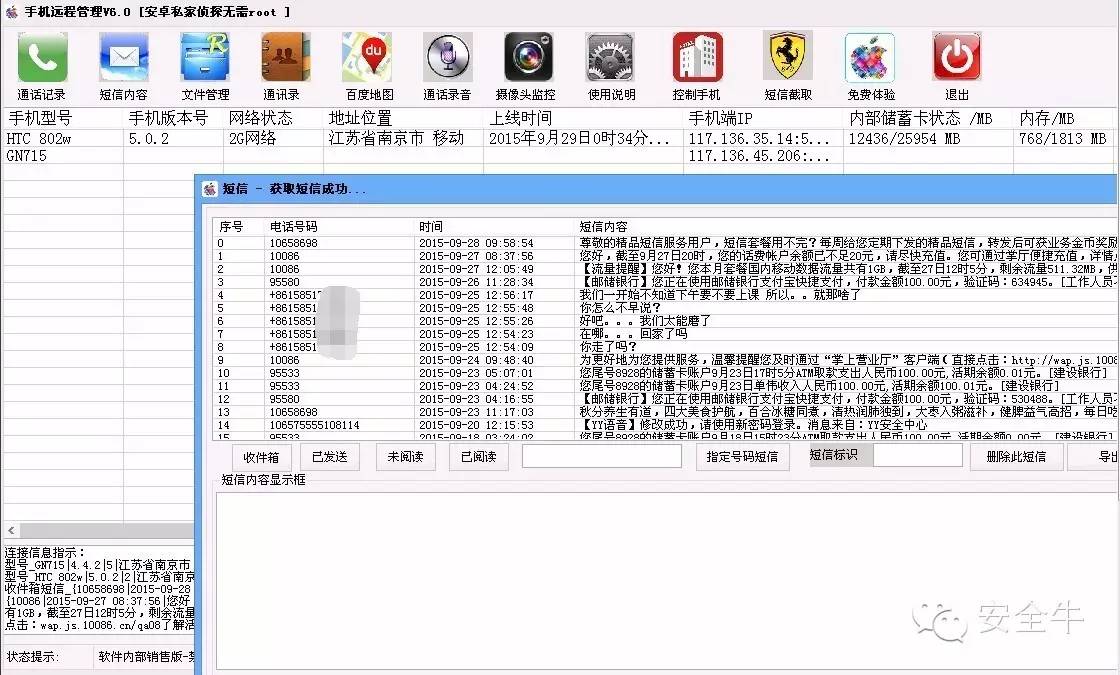 手机远程管理V6.0 [安卓私家侦探无需root ]
通话记录 短信内容 文件管理 通讯录 百度地图 通话录音 摄像头监控 使用说明 控制手机 短信截取 免费体验 退出
手机型号 手机版本号 网络状态 地址位置 上线时间 手机端IP 内部储蓄卡状态 /MB 内存/MB
HTC 802w 5.0.2 2G网络 江苏省南京市 移动 2015年9月29日0时34分... 117.136.35.14:5... 12436/25954 MB 768/1813 MB
GN715 117.136.45.206:...
短信 - 获取短信成功...
序号 电话号码 时间 短信内容
0 10658698 2015-09-28 09:58:54 尊敬的精品短信服务用户，短信套餐用不完？每周给您定期下发的精品短信，转发后可获业务金币奖励
1 10086 2015-09-27 08:37:56 您好，截至9月27日20时，您的话费帐户余额已不足20元，请尽快充值。您可通过掌厅便捷充值，详情点
2 10086 2015-09-27 12:05:49 【流量提醒】您好！您本月套餐国内移动数据流量共有1GB，截至27日12时5分，剩余流量511.32MB，供
3 95580 2015-09-26 11:28:34 【邮储银行】您正在使用邮储银行支付宝快捷支付，付款金额100.00元，验证码：634945。[工作人员
4 +8615851 2015-09-25 12:56:17 我们一开始不知道下午要不要上课 所以。。就那啥了
5 +8615851 2015-09-25 12:55:48 你怎么不早说?
6 +8615851 2015-09-25 12:55:26 好吧。。。我们太能磨了
7 +8615851 2015-09-25 12:54:23 在哪。。。回家了吗
8 +8615851 2015-09-25 12:54:09 你走了吗?
9 10086 2015-09-24 09:48:40 为更好地为您提供服务，温馨提醒您及时通过“掌上营业厅”客户端（直接点击：http://wap.js.1008
10 95533 2015-09-23 05:07:01 您尾号8928的储蓄卡账户9月23日17时5分ATM取款支出人民币100.00元,活期余额0.01元。[建设银行]
11 95533 2015-09-23 04:24:52 您尾号8928的储蓄卡账户9月23日单伟收入人民币100.00元,活期余额100.01元。[建设银行]
12 95580 2015-09-23 04:16:55 【邮储银行】您正在使用邮储银行支付宝快捷支付，付款金额100.00元，验证码：530488。[工作人员
13 10658698 2015-09-23 11:17:03 秋分养生有道，四大美食护航，百合冰糖同煮，清热润肺独到，大枣入粥滋补，健脾益气高招，每日吃
14 106575555108114 2015-09-20 12:15:53 【YY语音】修改成功，请使用新密码登录。消息来自：YY安全中心
15 95533 2015-09-18 03:24:02 您尾号8928的储蓄卡账户9月18日15时23分ATM取款支出人民币100.00元,活期余额
收件箱 已发送 未阅读 已阅读 指定号码短信 短信标识 删除此短信 导出
短信内容显示框
连接信息指示：
型号_GN715|4.4.2|5|江苏省南京市
型号_HTC 802w|5.0.2|2|江苏省南京
收件箱短信_{10658698|2015-09-28
{10086|2015-09-27 08:37:56|您好
有1GB，截至27日12时5分，剩余流量
点击：wap.js.10086.cn/qa08了解活
状态提示: 软件内部销售版-禁
安全牛